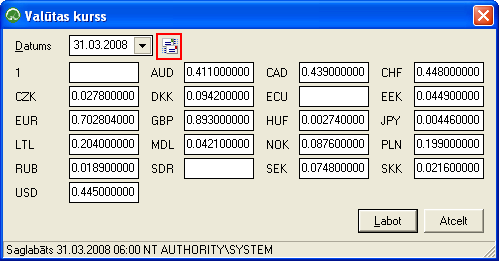 Valūtas kurss
Datums 31.03.2008
1 AUD 0.411000000 CAD 0.439000000 CHF 0.448000000
CZK 0.027800000 DKK 0.094200000 ECU EEK 0.044900000
EUR 0.702804000 GBP 0.893000000 HUF 0.002740000 JPY 0.004460000
LTL 0.204000000 MDL 0.042100000 NOK 0.087600000 PLN 0.199000000
RUB 0.018900000 SDR SEK 0.074800000 SKK 0.021600000
USD 0.445000000
Labot Atcelt
Saglabāts 31.03.2008 06:00 NT AUTHORITY\SYSTEM